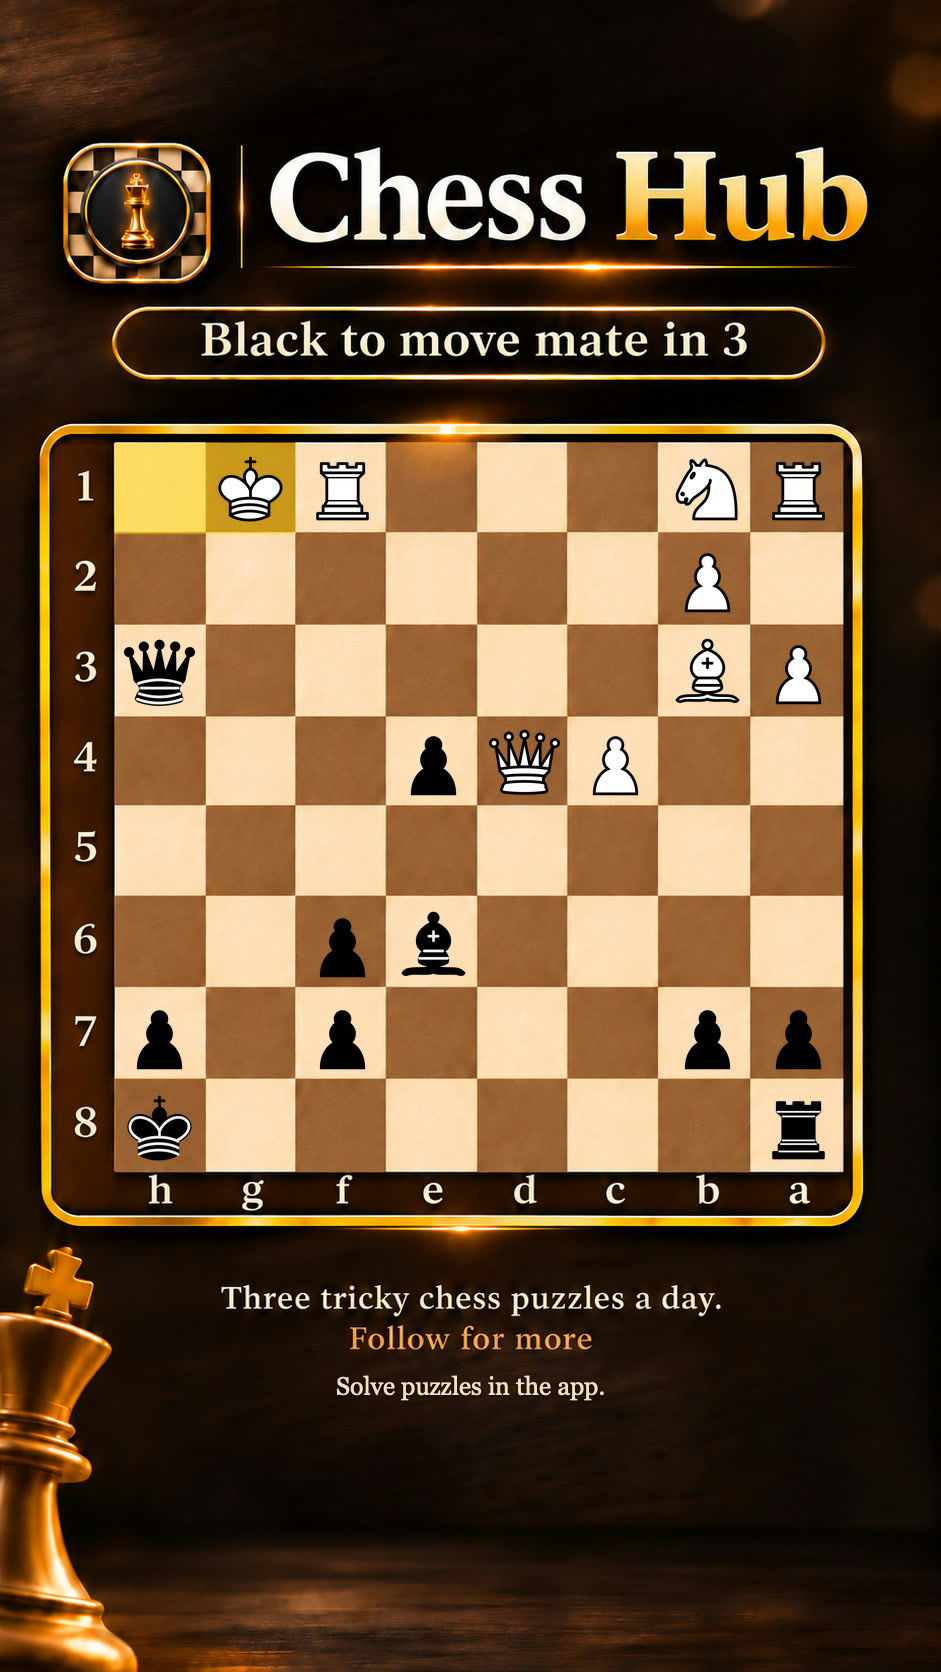 Chess Hub
Black to move mate in 3
1
2
3
4
5
6
7
8
h g f e d c b a
Three tricky chess puzzles a day.
Follow for more
Solve puzzles in the app.